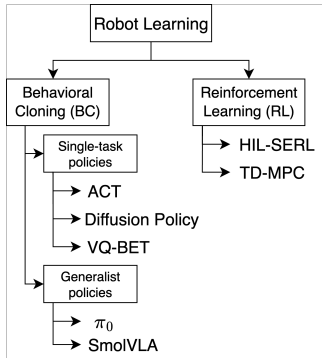 Robot Learning
Behavioral
Cloning (BC)
Single-task
policies
ACT
Diffusion Policy
VQ-BET
Generalist
policies
π₀
SmolVLA
Reinforcement
Learning (RL)
HIL-SERL
TD-MPC